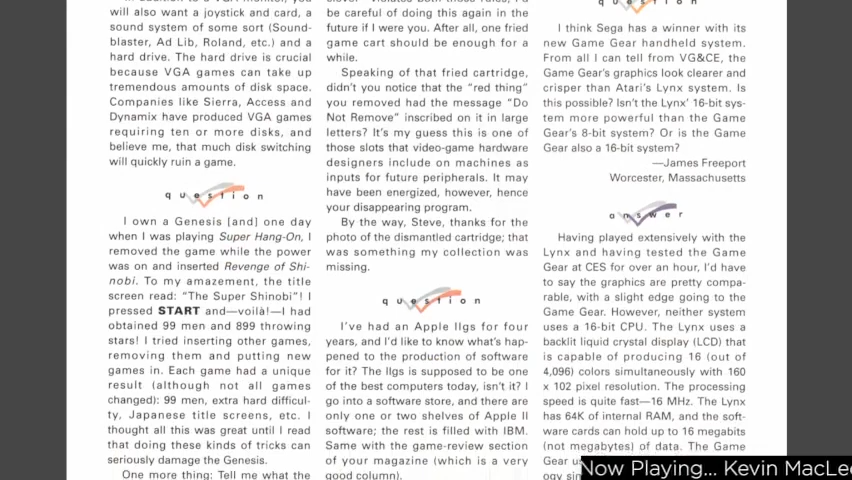 will also want a joystick and card, a
sound system of some sort (Sound-
blaster, Ad Lib, Roland, etc.) and a
hard drive. The hard drive is crucial
because VGA games can take up
tremendous amounts of disk space.
Companies like Sierra, Access and
Dynamix have produced VGA games
requiring ten or more disks, and
believe me, that much disk switching
will quickly ruin a game.
question
I own a Genesis [and] one day
when I was playing Super Hang-On, I
removed the game while the power
was on and inserted Revenge of Shi-
nobi. To my amazement, the title
screen read: "The Super Shinobi"! I
pressed START and—voilà!—I had
obtained 99 men and 899 throwing
stars! I tried inserting other games,
removing them and putting new
games in. Each game had a unique
result (although not all games
changed): 99 men, extra hard difficul-
ty, Japanese title screens, etc. I
thought all this was great until I read
that doing these kinds of tricks can
seriously damage the Genesis.
One more thing: Tell me what the
be careful of doing this again in the
future if I were you. After all, one fried
game cart should be enough for a
while.
Speaking of that fried cartridge,
didn't you notice that the "red thing"
you removed had the message "Do
Not Remove" inscribed on it in large
letters? It's my guess this is one of
those slots that video-game hardware
designers include on machines as
inputs for future peripherals. It may
have been energized, however, hence
your disappearing program.
By the way, Steve, thanks for the
photo of the dismantled cartridge; that
was something my collection was
missing.
question
I've had an Apple IIgs for four
years, and I'd like to know what's hap-
pened to the production of software
for it? The IIgs is supposed to be one
of the best computers today, isn't it? I
go into a software store, and there are
only one or two shelves of Apple II
software; the rest is filled with IBM.
Same with the game-review section
of your magazine (which is a very
good column).
question
I think Sega has a winner with its
new Game Gear handheld system.
From all I can tell from VG&CE, the
Game Gear's graphics look clearer and
crisper than Atari's Lynx system. Is
this possible? Isn't the Lynx' 16-bit sys-
tem more powerful than the Game
Gear's 8-bit system? Or is the Game
Gear also a 16-bit system?
—James Freeport
Worcester, Massachusetts
answer
Having played extensively with the
Lynx and having tested the Game
Gear at CES for over an hour, I'd have
to say the graphics are pretty compa-
rable, with a slight edge going to the
Game Gear. However, neither system
uses a 16-bit CPU. The Lynx uses a
backlit liquid crystal display (LCD) that
is capable of producing 16 (out of
4,096) colors simultaneously with 160
x 102 pixel resolution. The processing
speed is quite fast—16 MHz. The Lynx
has 64K of internal RAM, and the soft-
ware cards can hold up to 16 megabits
(not megabytes) of data. The Game
Gear
Now Playing... Kevin MacLeo